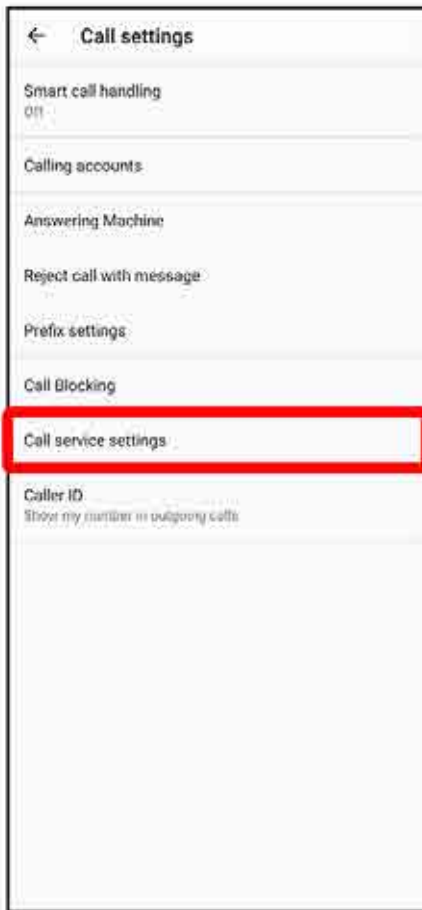 Call settings
Smart call handling
Off
Calling accounts
Answering Machine
Reject call with message
Prefix settings
Call Blocking
Call service settings
Caller ID
Show my number in outgoing calls